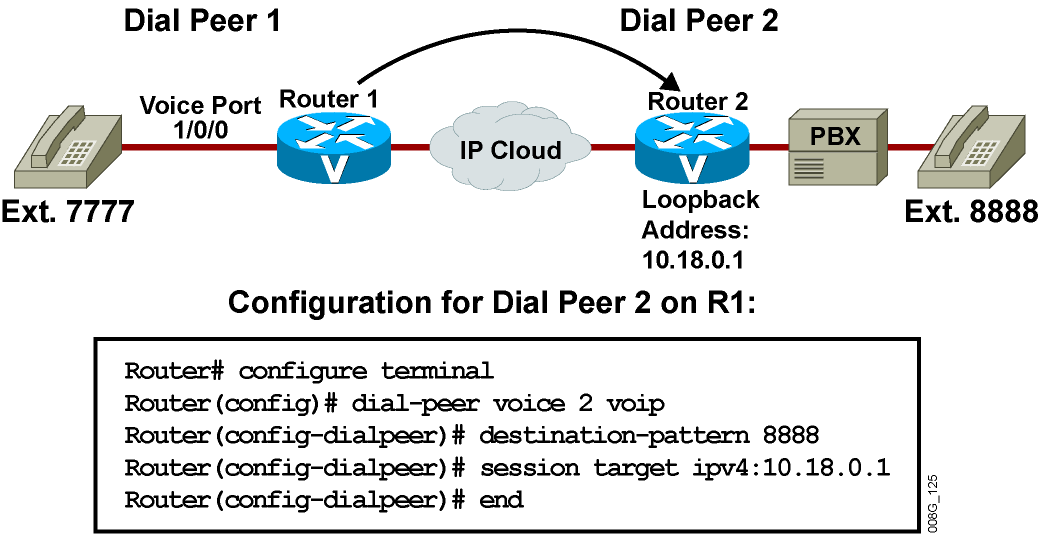 Dial Peer 1
Dial Peer 2
Voice Port
1/0/0
Router 1
Router 2
IP Cloud
PBX
V
V
Ext. 7777
Loopback
Address:
10.18.0.1
Ext. 8888
Configuration for Dial Peer 2 on R1:
Router# configure terminal
Router(config)# dial-peer voice 2 voip
Router(config-dialpeer)# destination-pattern 8888
Router(config-dialpeer)# session target ipv4:10.18.0.1
Router(config-dialpeer)# end
008G_125